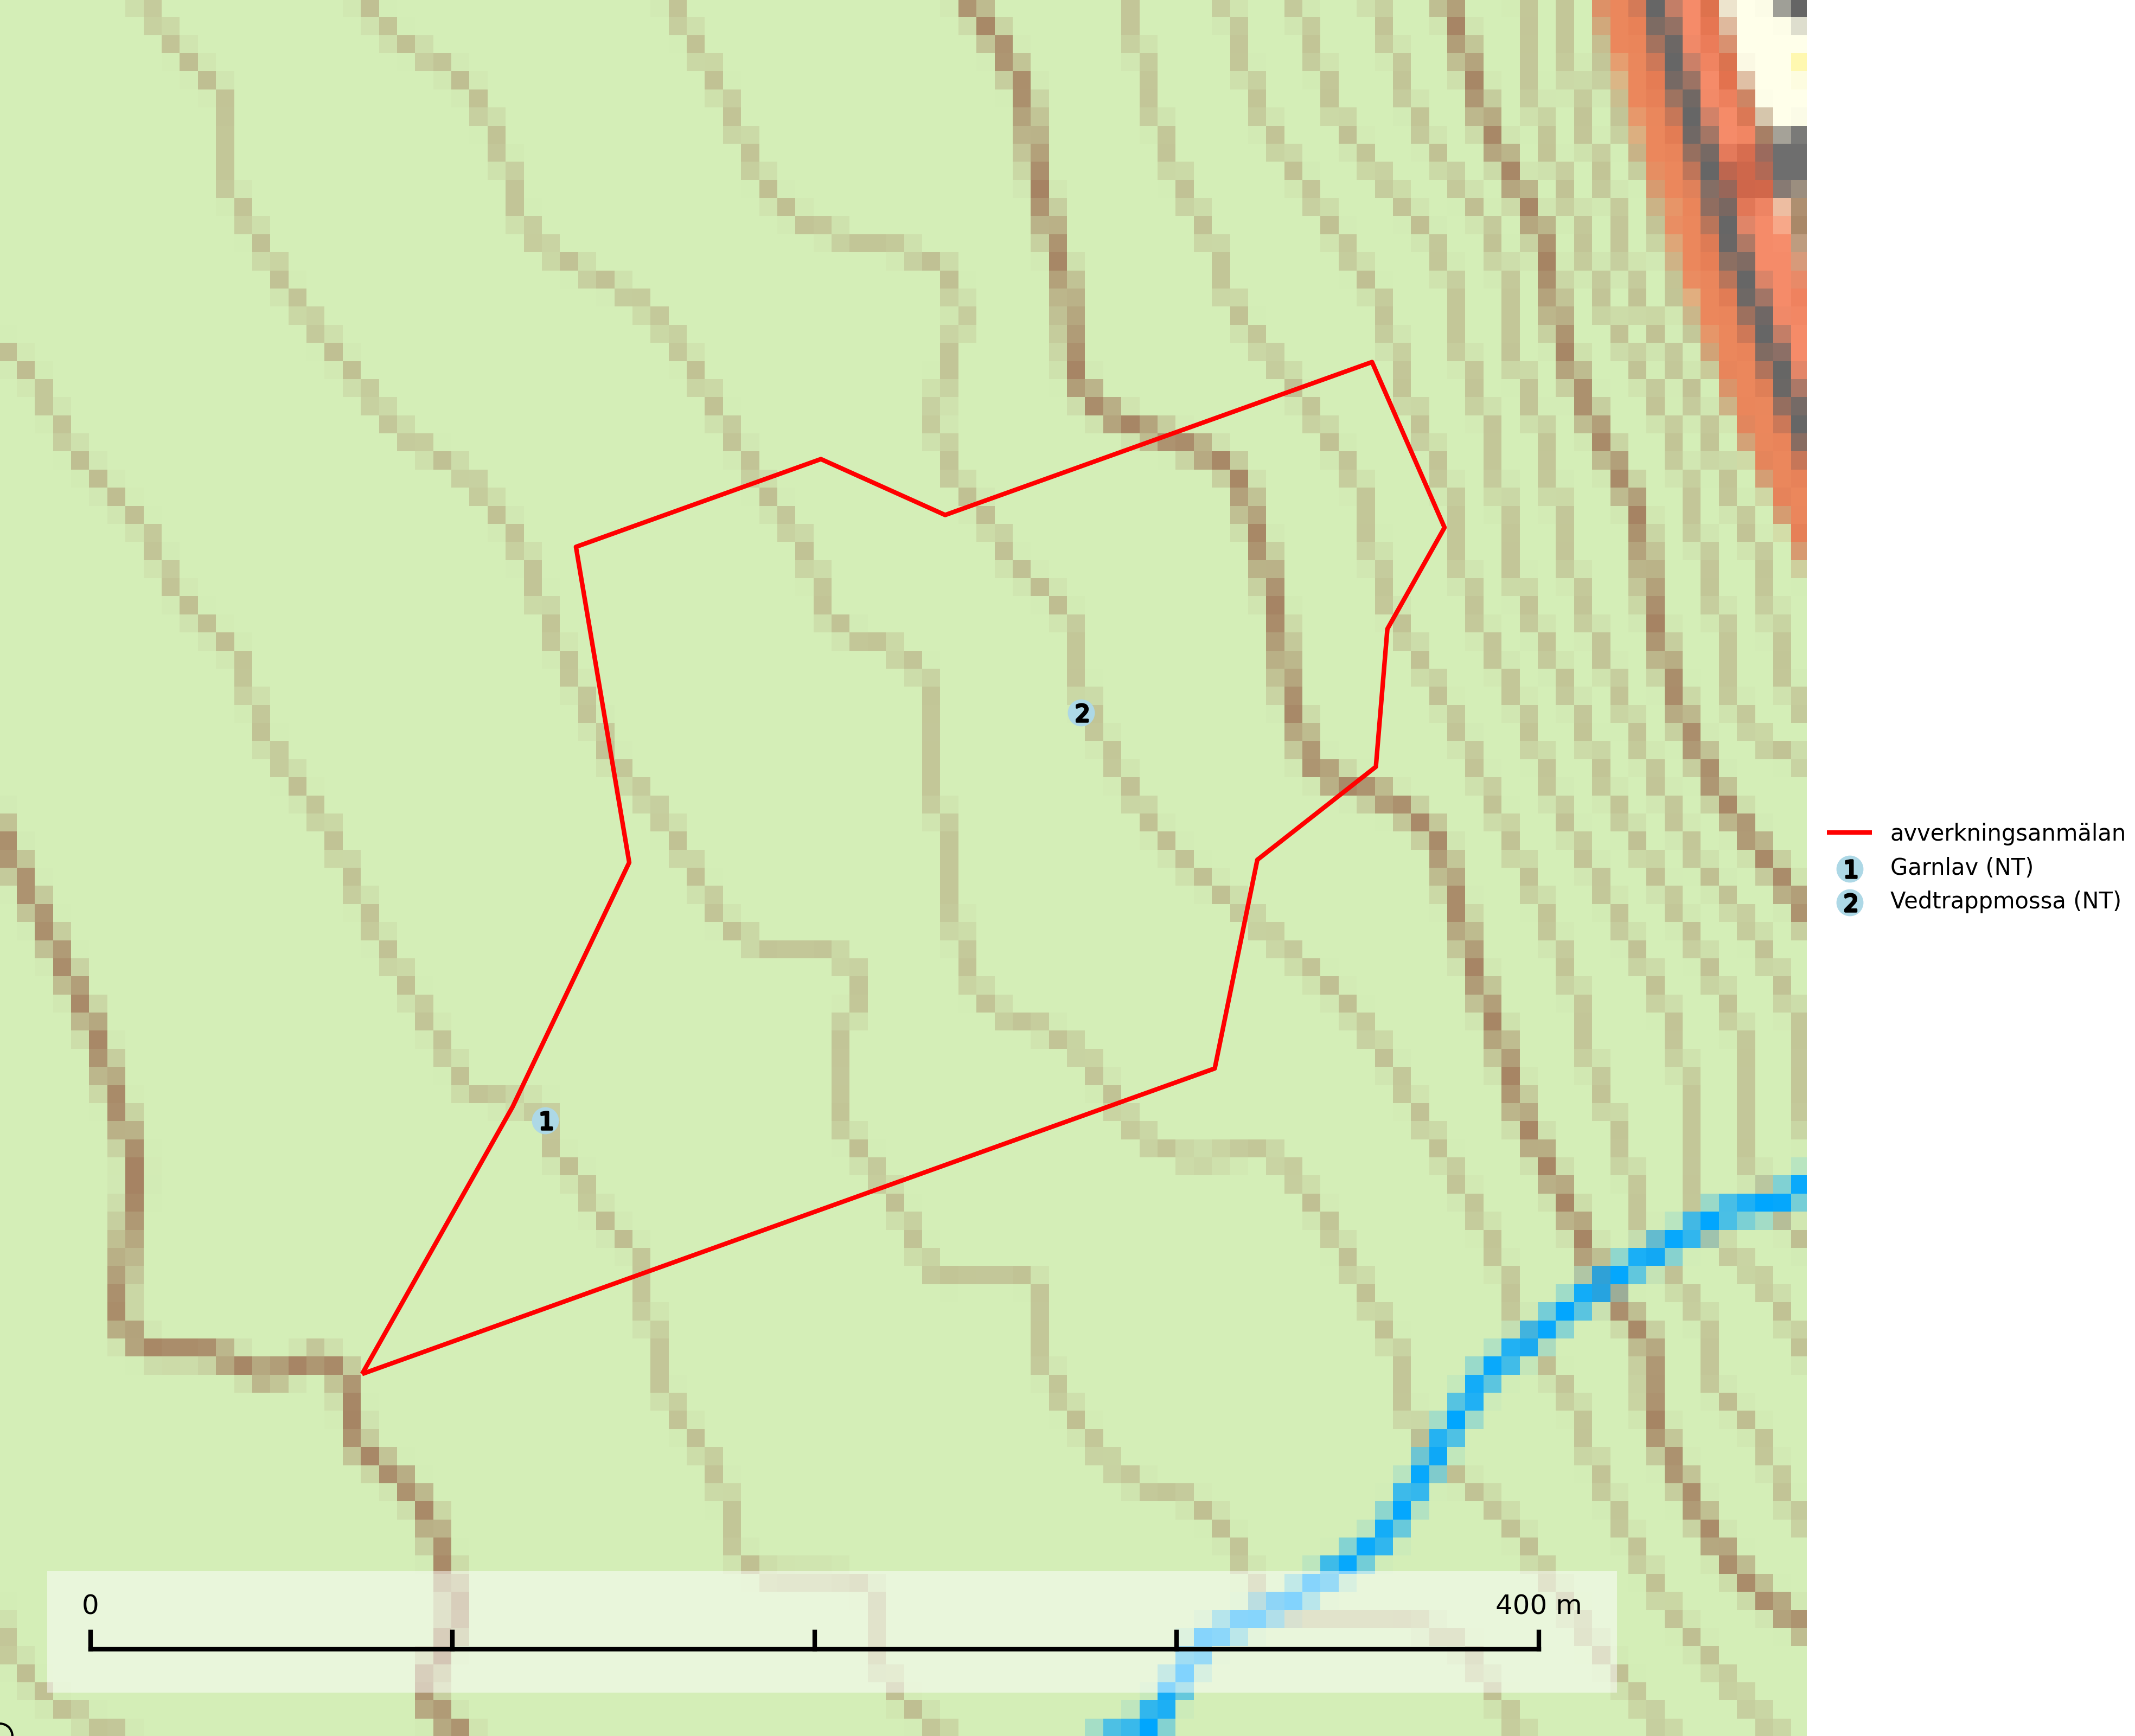 2
1
avverkningsanmälan
1 Garnlav (NT)
2 Vedtrappmossa (NT)
0 400 m